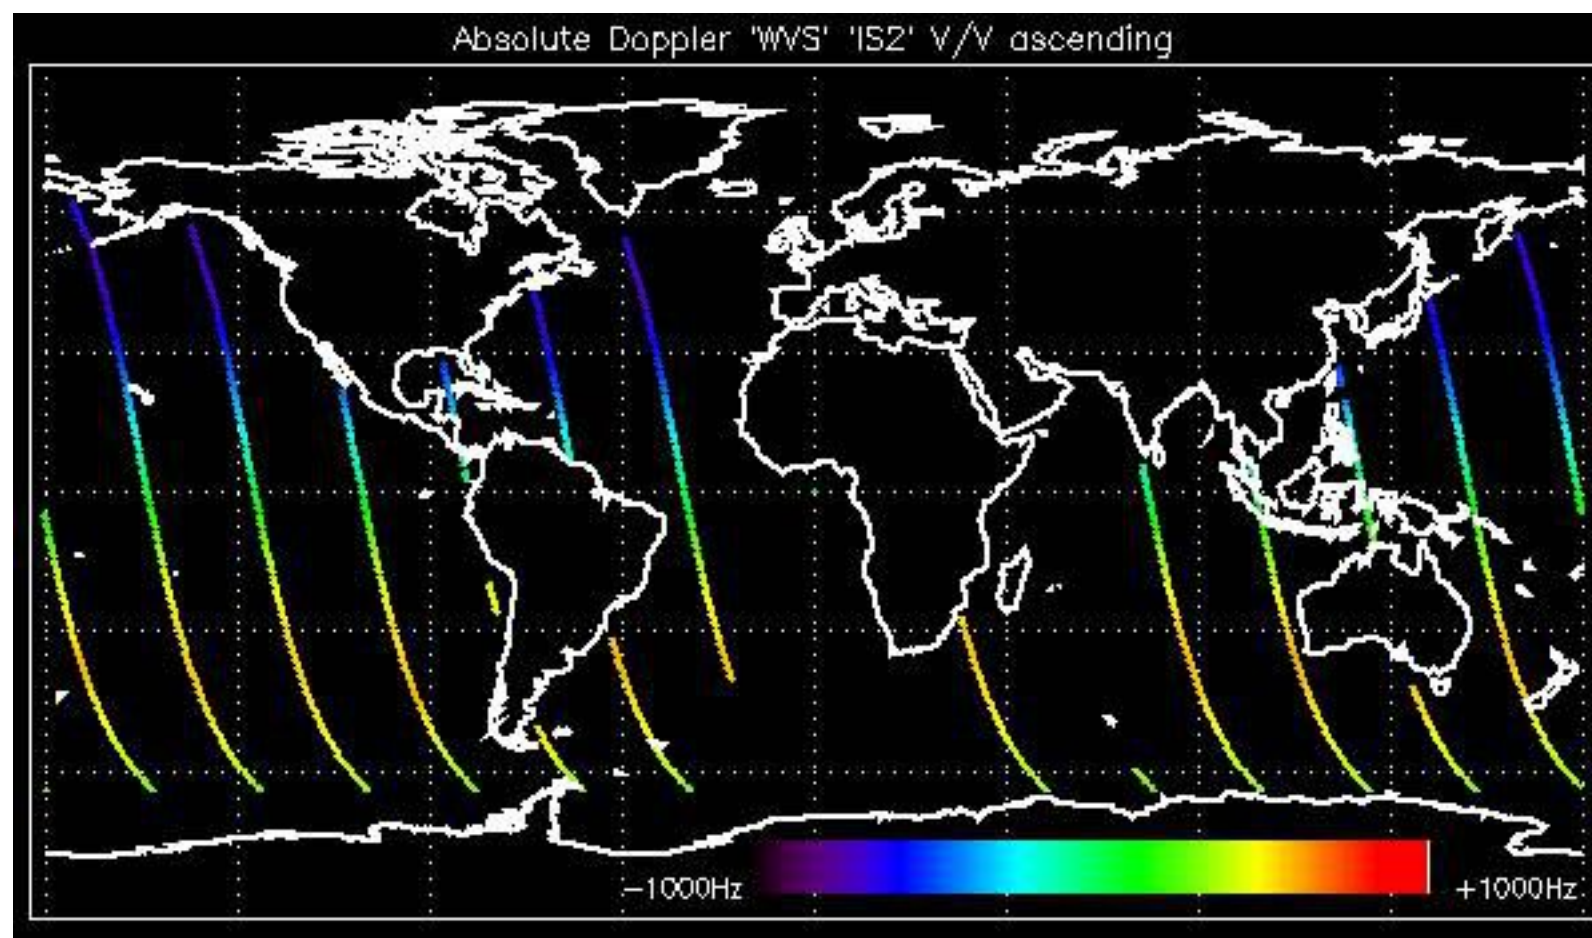 Absolute Doppler 'WVS' 'IS2' V/V ascending
-1000Hz
+1000Hz